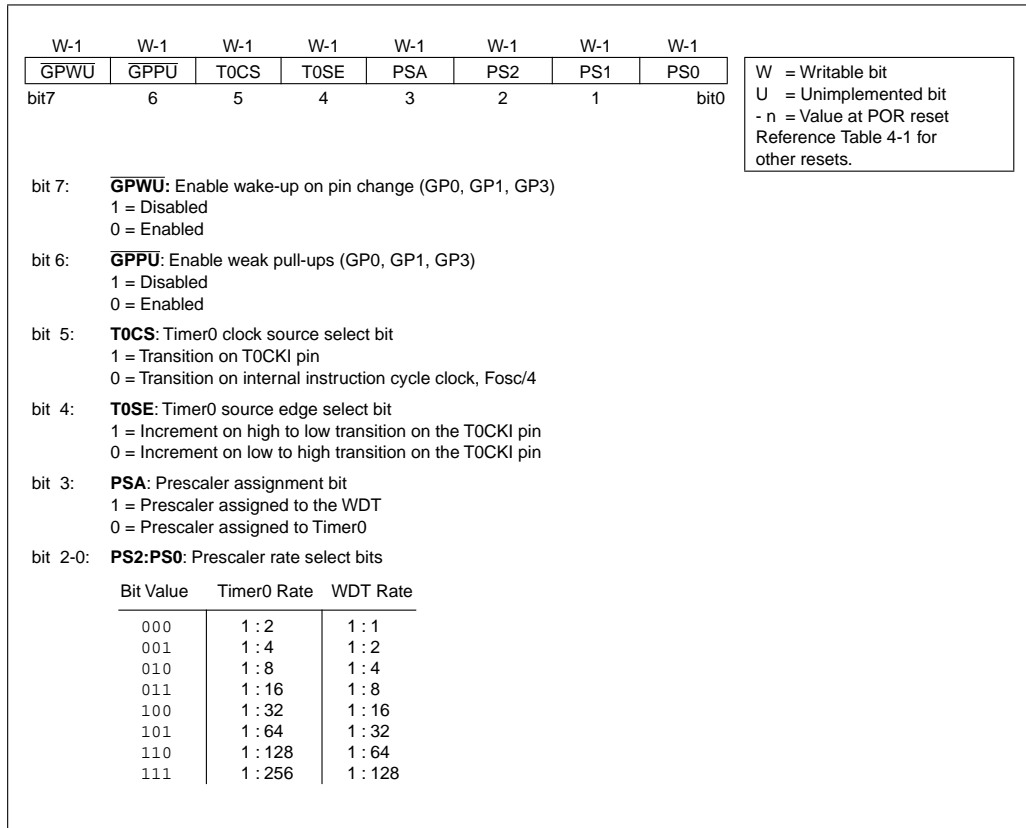 W-1 W-1 W-1 W-1 W-1 W-1 W-1 W-1
GPWU GPPU T0CS T0SE PSA PS2 PS1 PS0
bit7 6 5 4 3 2 1 bit0
W = Writable bit
U = Unimplemented bit
- n = Value at POR reset
Reference Table 4-1 for
other resets.
bit 7: GPWU: Enable wake-up on pin change (GP0, GP1, GP3)
1 = Disabled
0 = Enabled
bit 6: GPPU: Enable weak pull-ups (GP0, GP1, GP3)
1 = Disabled
0 = Enabled
bit 5: T0CS: Timer0 clock source select bit
1 = Transition on T0CKI pin
0 = Transition on internal instruction cycle clock, Fosc/4
bit 4: T0SE: Timer0 source edge select bit
1 = Increment on high to low transition on the T0CKI pin
0 = Increment on low to high transition on the T0CKI pin
bit 3: PSA: Prescaler assignment bit
1 = Prescaler assigned to the WDT
0 = Prescaler assigned to Timer0
bit 2-0: PS2:PS0: Prescaler rate select bits
Bit Value Timer0 Rate WDT Rate
000 1 : 2 1 : 1
001 1 : 4 1 : 2
010 1 : 8 1 : 4
011 1 : 16 1 : 8
100 1 : 32 1 : 16
101 1 : 64 1 : 32
110 1 : 128 1 : 64
111 1 : 256 1 : 128